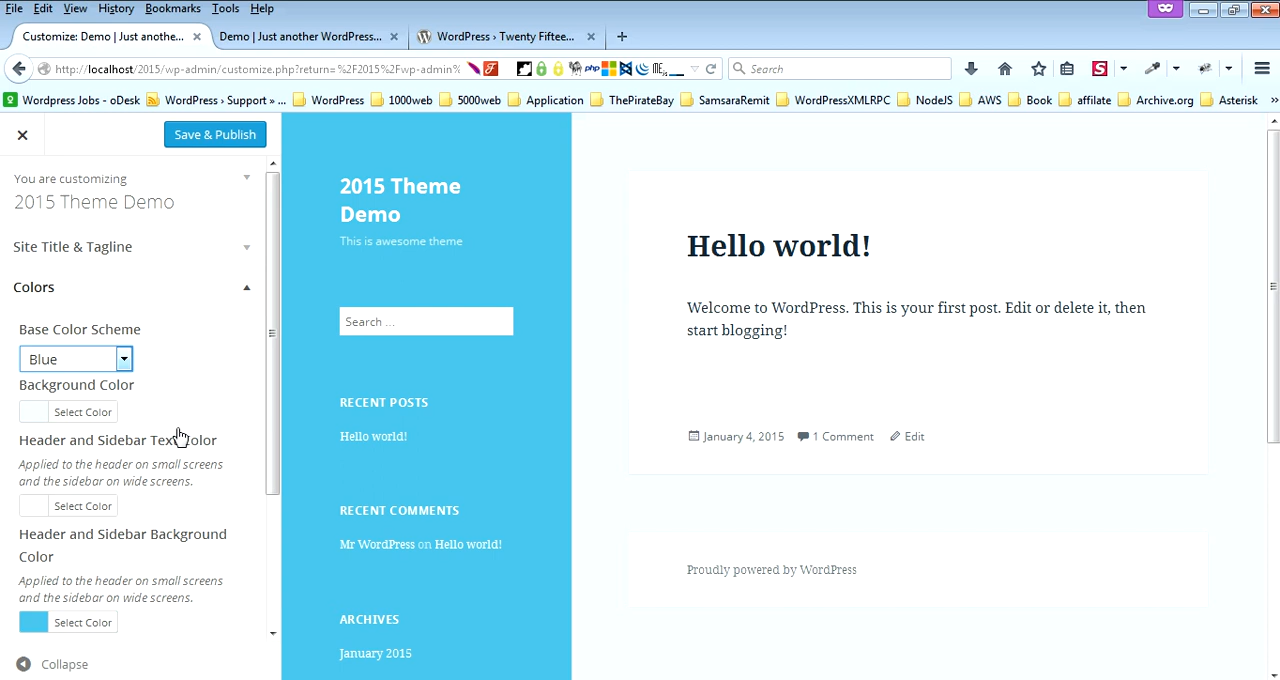 File Edit View History Bookmarks Tools Help
Customize: Demo | Just anothe... × Demo | Just another WordPress... × WordPress › Twenty Fiftee... × +
http://localhost/2015/wp-admin/customize.php?return=%2F2015%2Fwp-admin% php Search
Wordpress Jobs - oDesk WordPress › Support » ... WordPress 1000web 5000web Application ThePirateBay SamsaraRemit WordPressXMLRPC NodeJS AWS Book affilate Archive.org Asterisk »
Save & Publish
You are customizing
2015 Theme Demo
Site Title & Tagline
Colors
Base Color Scheme
Blue
Background Color
Select Color
Header and Sidebar Text Color
Applied to the header on small screens
and the sidebar on wide screens.
Select Color
Header and Sidebar Background
Color
Applied to the header on small screens
and the sidebar on wide screens.
Select Color
Collapse
2015 Theme
Demo
This is awesome theme
Search ...
RECENT POSTS
Hello world!
RECENT COMMENTS
Mr WordPress on Hello world!
ARCHIVES
January 2015
Hello world!
Welcome to WordPress. This is your first post. Edit or delete it, then
start blogging!
January 4, 2015 1 Comment Edit
Proudly powered by WordPress